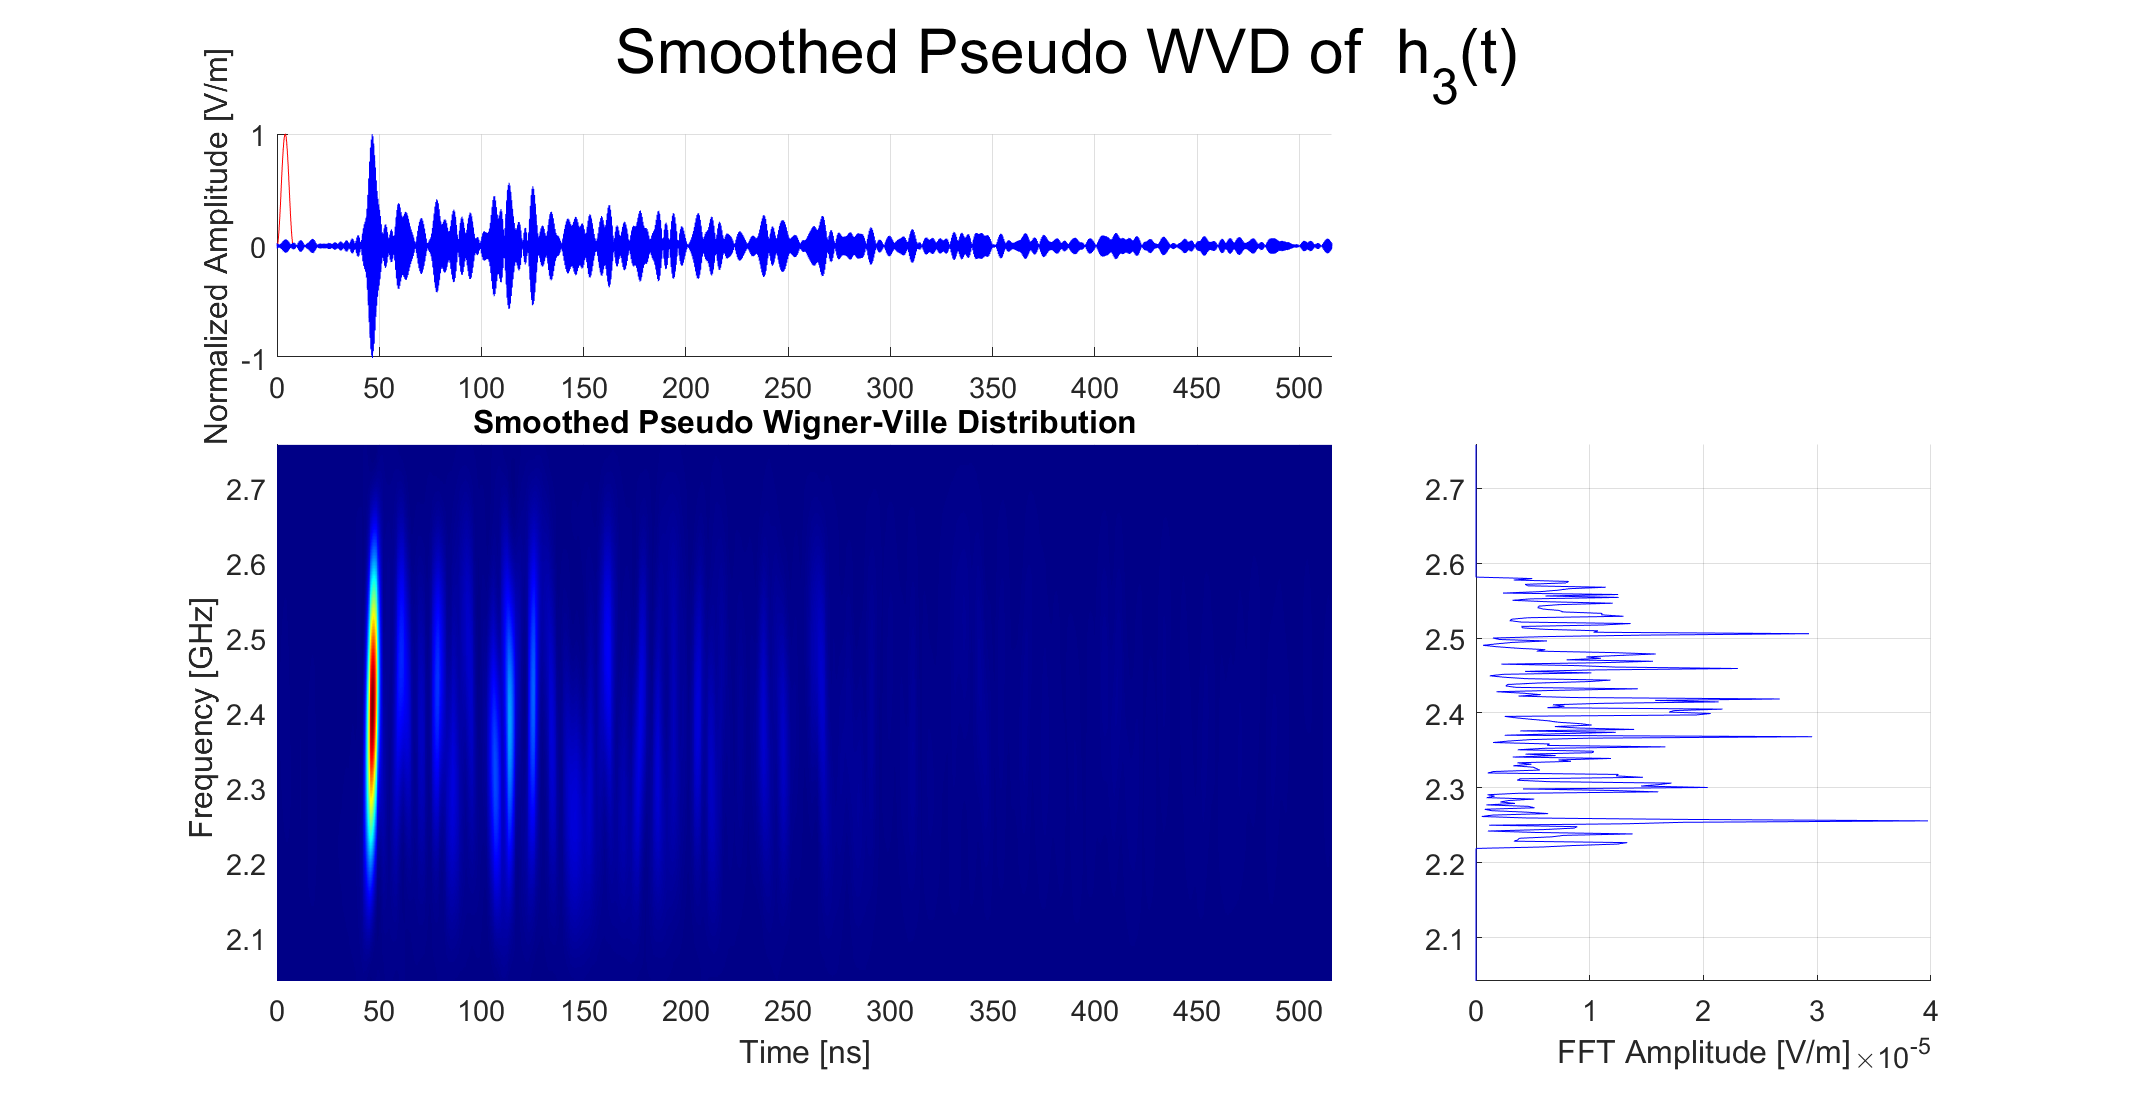 Smoothed Pseudo WVD of h3(t)
Normalized Amplitude [V/m]
1
0
-1
0 50 100 150 200 250 300 350 400 450 500
Smoothed Pseudo Wigner-Ville Distribution
Frequency [GHz]
2.7
2.6
2.5
2.4
2.3
2.2
2.1
0 50 100 150 200 250 300 350 400 450 500
Time [ns]
2.7
2.6
2.5
2.4
2.3
2.2
2.1
0 1 2 3 4
FFT Amplitude [V/m] ×10-5